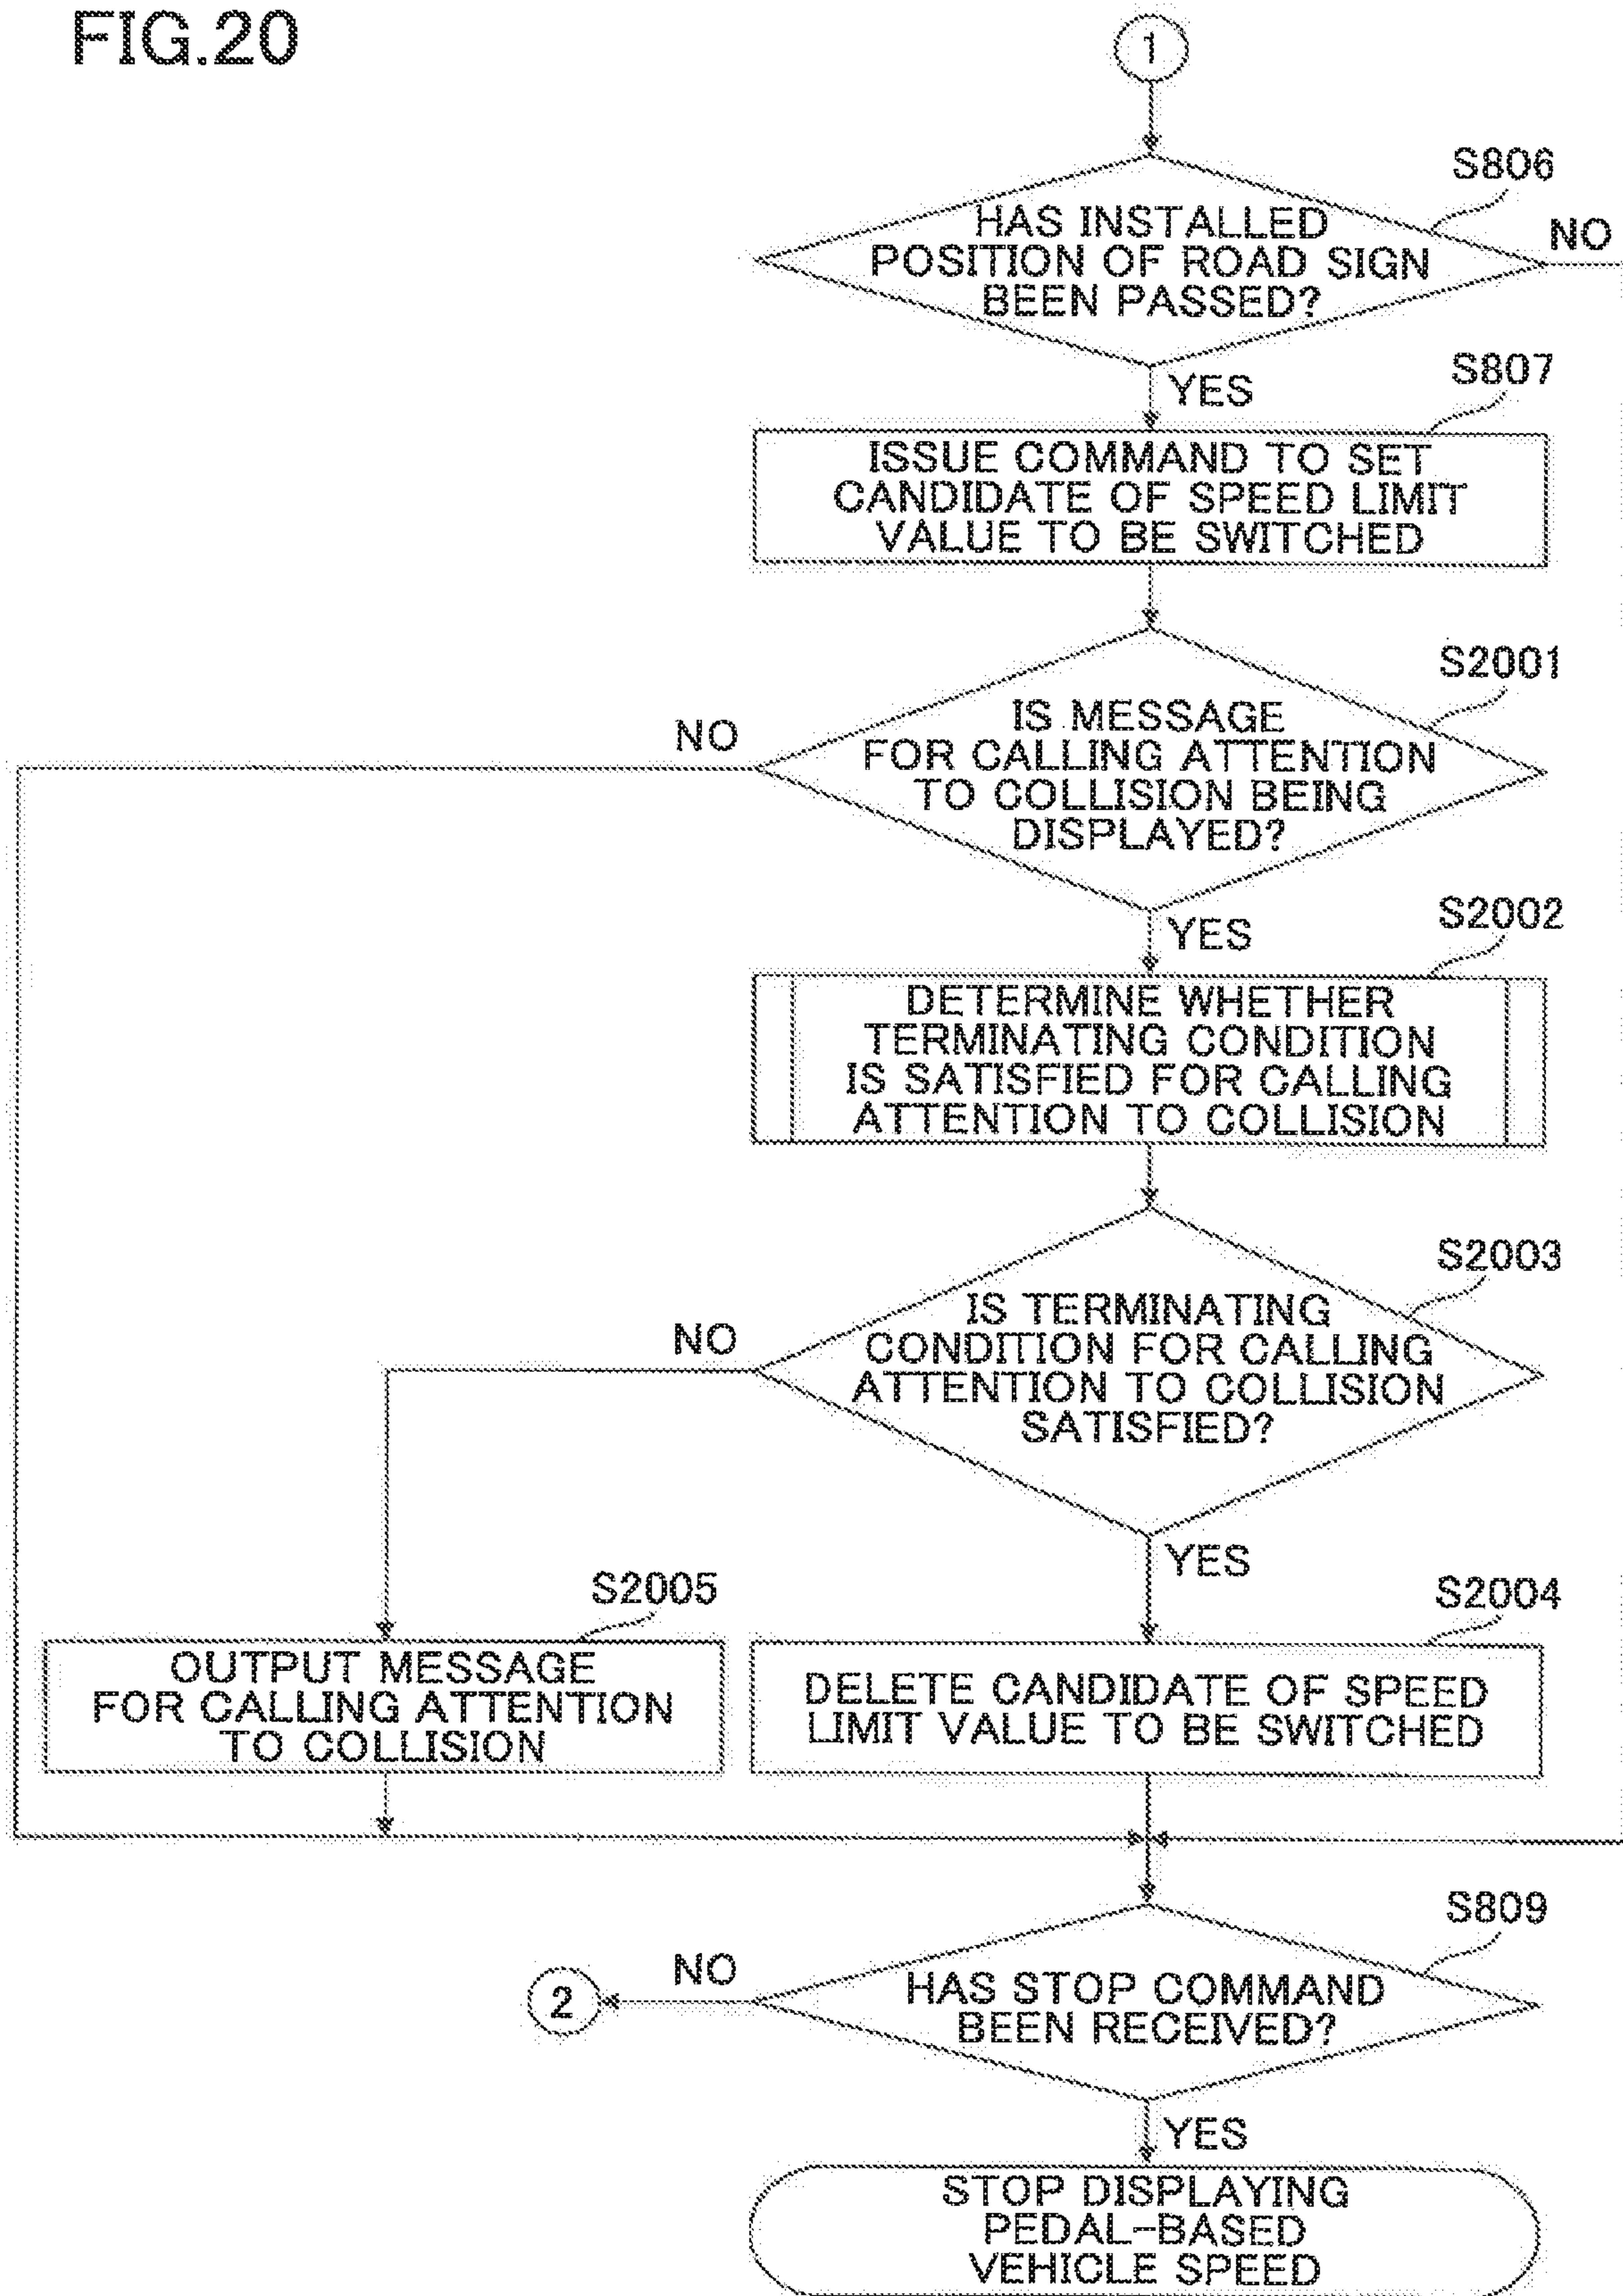 FIG.20
1
S806
HAS INSTALLED
POSITION OF ROAD SIGN
BEEN PASSED?
NO
YES
S807
ISSUE COMMAND TO SET
CANDIDATE OF SPEED LIMIT
VALUE TO BE SWITCHED
S2001
IS MESSAGE
FOR CALLING ATTENTION
TO COLLISION BEING
DISPLAYED?
NO
YES
S2002
DETERMINE WHETHER
TERMINATING CONDITION
IS SATISFIED FOR CALLING
ATTENTION TO COLLISION
S2003
IS TERMINATING
CONDITION FOR CALLING
ATTENTION TO COLLISION
SATISFIED?
NO
YES
S2005
OUTPUT MESSAGE
FOR CALLING ATTENTION
TO COLLISION
S2004
DELETE CANDIDATE OF SPEED
LIMIT VALUE TO BE SWITCHED
S809
HAS STOP COMMAND
BEEN RECEIVED?
NO
2
YES
STOP DISPLAYING
PEDAL-BASED
VEHICLE SPEED